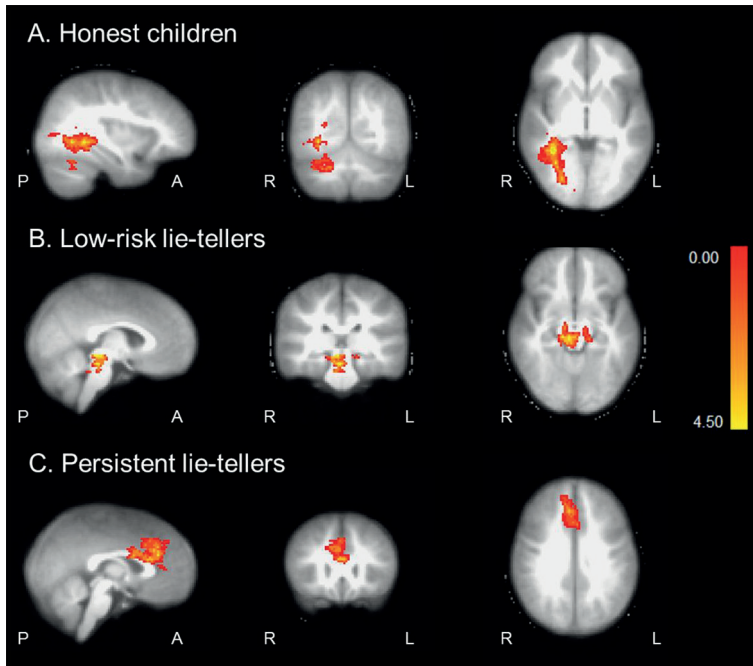 A. Honest children
P A R L R L
B. Low-risk lie-tellers
0.00
P A R L R L
4.50
C. Persistent lie-tellers
P A R L R L